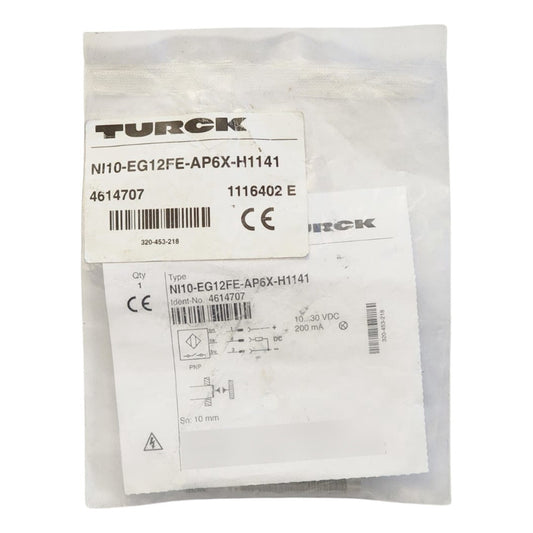 TURCK
NI10-EG12FE-AP6X-H1141
4614707 1116402 E
CE
320-453-218
TURCK
Qty Type
1 NI10-EG12FE-AP6X-H1141
CE Ident-No. 4614707
10...30 VDC
200 mA
320-453-218
+
DC
PNP
Sn: 10 mm